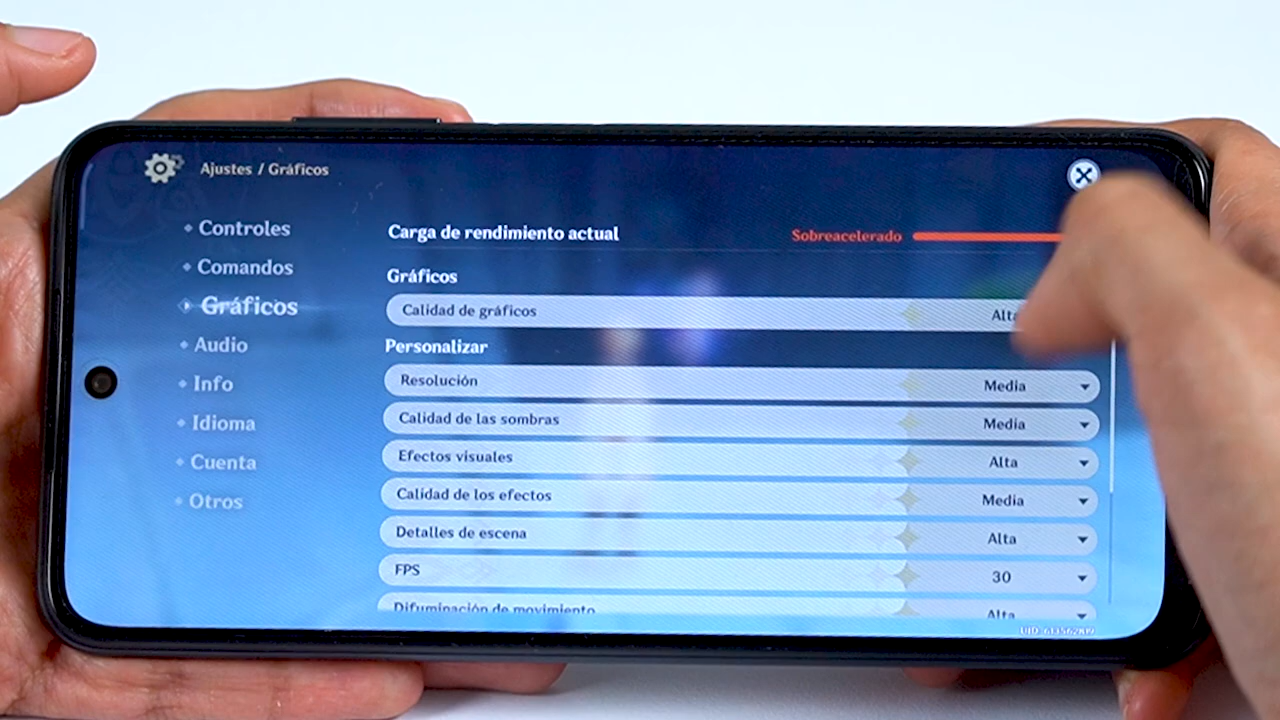 Ajustes / Gráficos
Controles
Comandos
Gráficos
Audio
Info
Idioma
Cuenta
Otros
Carga de rendimiento actual
Sobreacelerado
Gráficos
Calidad de gráficos Alta
Personalizar
Resolución Media
Calidad de las sombras Media
Efectos visuales Alta
Calidad de los efectos Media
Detalles de escena Alta
FPS 30
Difuminación de movimiento Alta